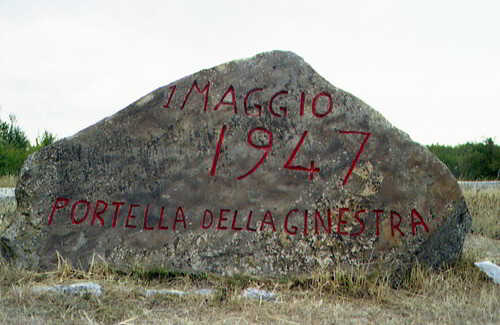 1 MAGGIO
1947
PORTELLA DELLA GINESTRA